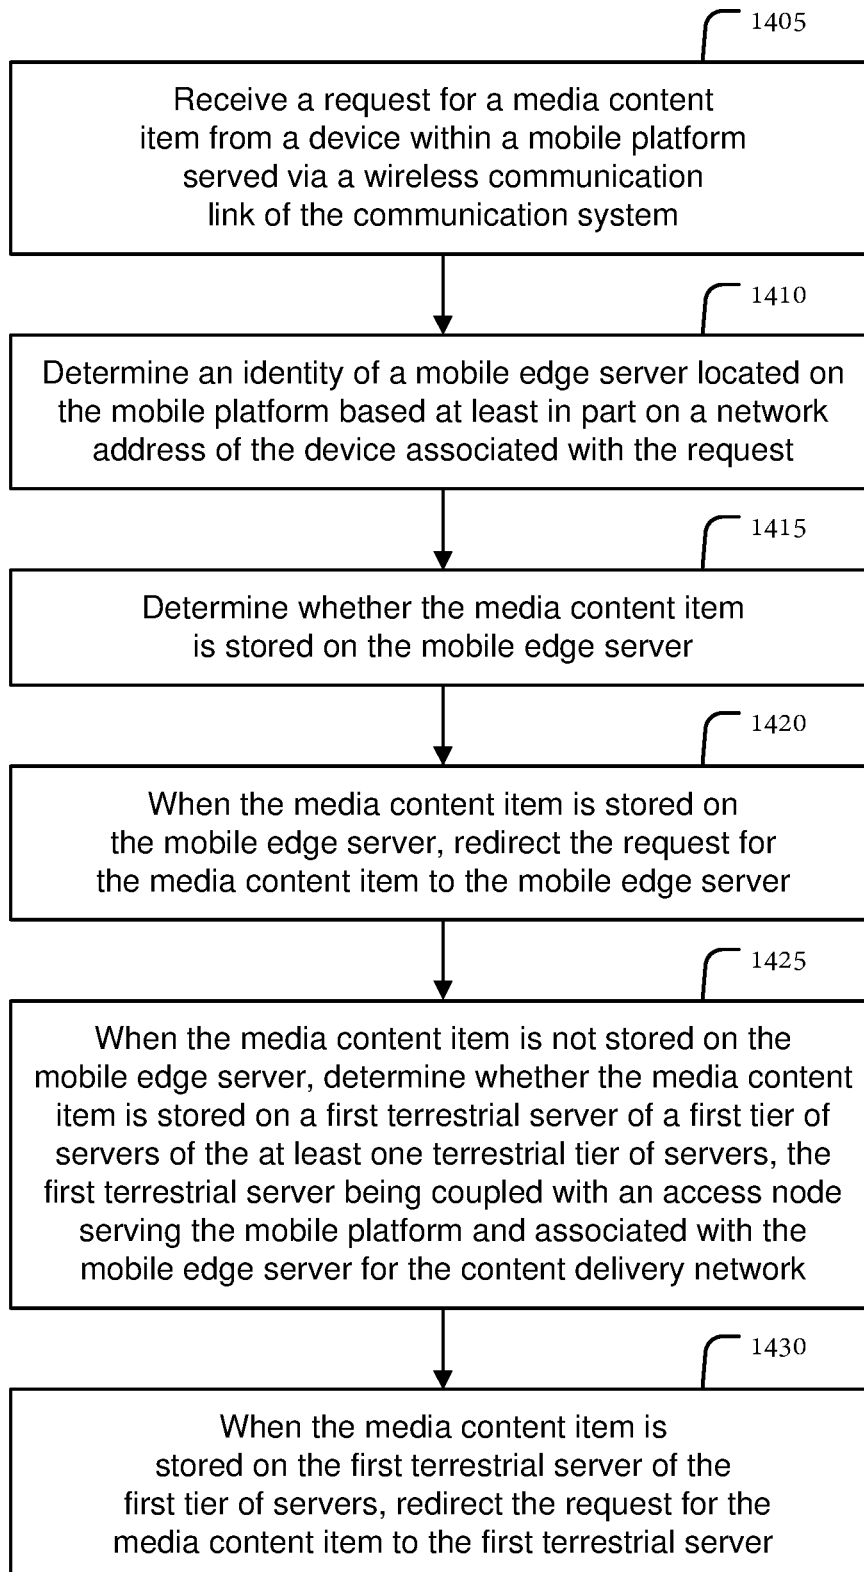 1405
Receive a request for a media content
item from a device within a mobile platform
served via a wireless communication
link of the communication system
1410
Determine an identity of a mobile edge server located on
the mobile platform based at least in part on a network
address of the device associated with the request
1415
Determine whether the media content item
is stored on the mobile edge server
1420
When the media content item is stored on
the mobile edge server, redirect the request for
the media content item to the mobile edge server
1425
When the media content item is not stored on the
mobile edge server, determine whether the media content
item is stored on a first terrestrial server of a first tier of
servers of the at least one terrestrial tier of servers, the
first terrestrial server being coupled with an access node
serving the mobile platform and associated with the
mobile edge server for the content delivery network
1430
When the media content item is
stored on the first terrestrial server of the
first tier of servers, redirect the request for the
media content item to the first terrestrial server